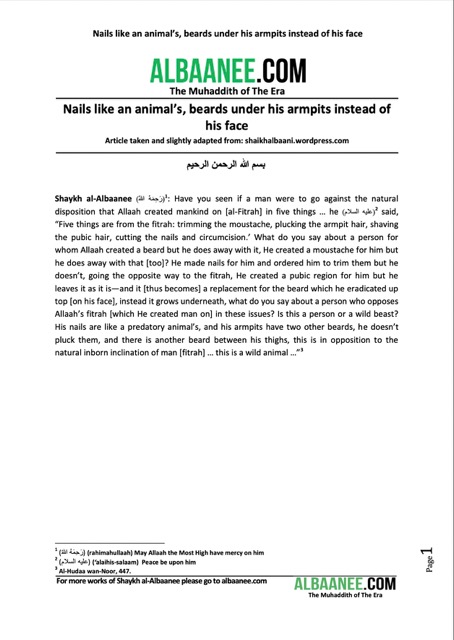 Nails like an animal's, beards under his armpits instead of his face
ALBAANEE.COM
The Muhaddith of The Era
Nails like an animal's, beards under his armpits instead of
his face
Article taken and slightly adapted from: shaikhalbaani.wordpress.com
بسم الله الرحمن الرحيم
Shaykh al-Albaanee (رَحِمَهُ اللهُ)¹: Have you seen if a man were to go against the natural
disposition that Allaah created mankind on [al-Fitrah] in five things … he (عليه السلام)² said,
“Five things are from the fitrah: trimming the moustache, plucking the armpit hair, shaving
the pubic hair, cutting the nails and circumcision.' What do you say about a person for
whom Allaah created a beard but he does away with it, He created a moustache for him but
he does away with that [too]? He made nails for him and ordered him to trim them but he
doesn't, going the opposite way to the fitrah, He created a pubic region for him but he
leaves it as it is—and it [thus becomes] a replacement for the beard which he eradicated up
top [on his face], instead it grows underneath, what do you say about a person who opposes
Allaah's fitrah [which He created man on] in these issues? Is this a person or a wild beast?
His nails are like a predatory animal's, and his armpits have two other beards, he doesn't
pluck them, and there is another beard between his thighs, this is in opposition to the
natural inborn inclination of man [fitrah] … this is a wild animal …”³
¹ (رَحِمَهُ اللهُ) (rahimahullaah) May Allaah the Most High have mercy on him
² (عليه السلام) ('alaihis-salaam) Peace be upon him
³ Al-Hudaa wan-Noor, 447.
For more works of Shaykh al-Albaanee please go to albaanee.com
ALBAANEE.COM
The Muhaddith of The Era
Page 1